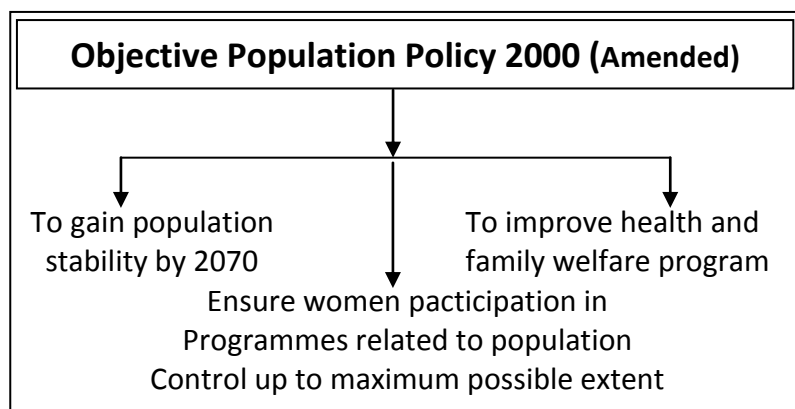 Objective Population Policy 2000 (Amended)
To gain population
stability by 2070
To improve health and
family welfare program
Ensure women pacticipation in
Programmes related to population
Control up to maximum possible extent